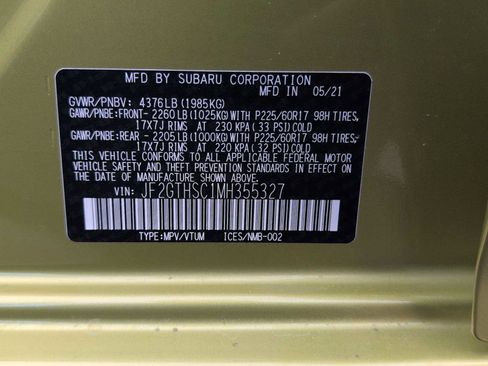 MFD BY SUBARU CORPORATION
MFD IN 05/21
GVWR/PNBV: 4376LB(1985KG)
GAWR/PNBE:FRONT- 2260LB(1025KG)WITH P225/60R17 98H TIRES,
17X7J RIMS AT 230 KPA (33 PSI)COLD
GAWR/PNBE:REAR - 2205LB(1000KG)WITH P225/60R17 98H TIRES,
17X7J RIMS AT 220 KPA (32 PSI)COLD
THIS VEHICLE CONFORMS TO ALL APPLICABLE FEDERAL MOTOR
VEHICLE SAFETY AND THEFT PREVENTION STANDARDS IN EFFECT
ON THE DATE OF MANUFACTURE SHOWN ABOVE.
VIN: JF2GTHSC1MH355327
TYPE:MPV/VTUM ICES/NMB-002